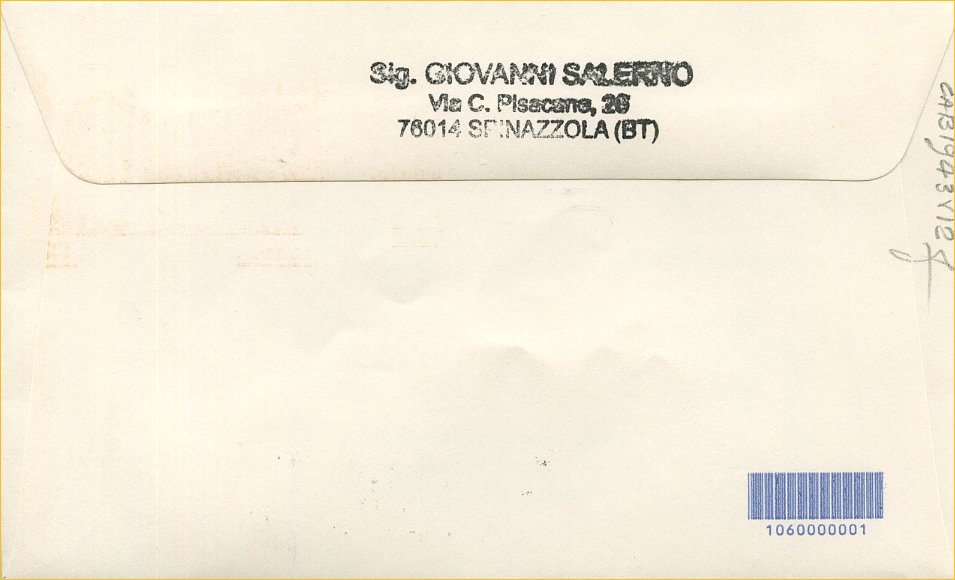 Sig. GIOVANNI SALERNO
Via C. Pisacane, 26
76014 SPINAZZOLA (BT)
1060000001